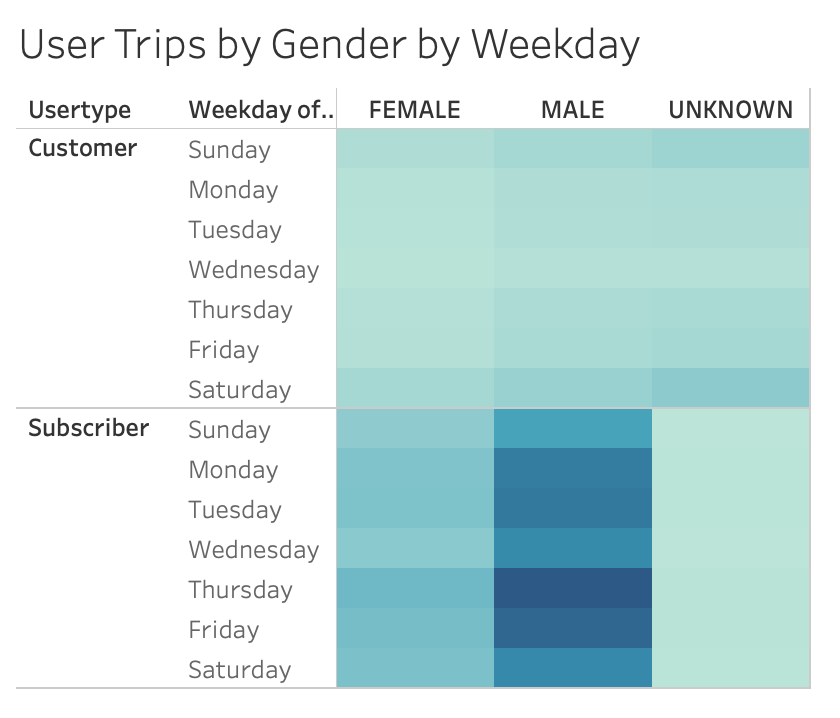 User Trips by Gender by Weekday
Usertype Weekday of.. FEMALE MALE UNKNOWN
Customer Sunday
Monday
Tuesday
Wednesday
Thursday
Friday
Saturday
Subscriber Sunday
Monday
Tuesday
Wednesday
Thursday
Friday
Saturday